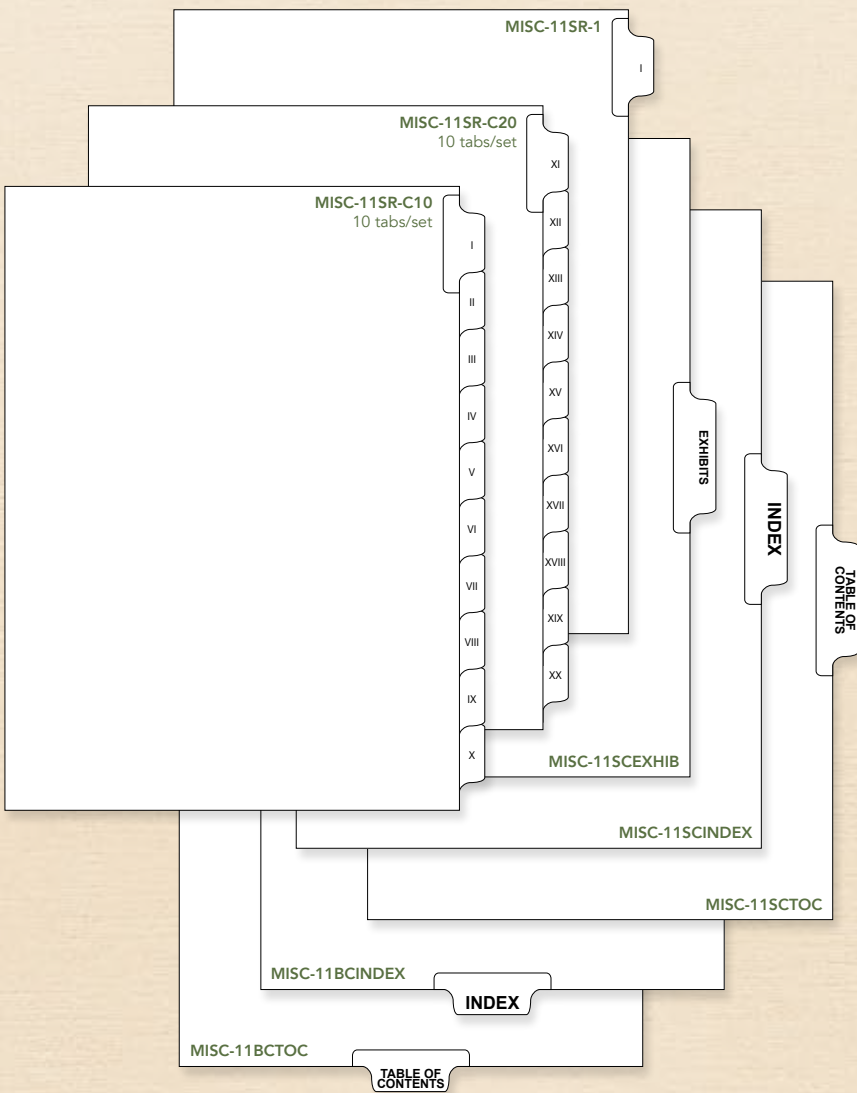 MISC-11SR-1
I
MISC-11SR-C20
10 tabs/set
XI
XII
XIII
XIV
XV
XVI
XVII
XVIII
XIX
XX
MISC-11SR-C10
10 tabs/set
I
II
III
IV
V
VI
VII
VIII
IX
X
EXHIBITS
MISC-11SCEXHIB
INDEX
MISC-11SCINDEX
TABLE OF
CONTENTS
MISC-11SCTOC
MISC-11BCINDEX
INDEX
MISC-11BCTOC
TABLE OF
CONTENTS